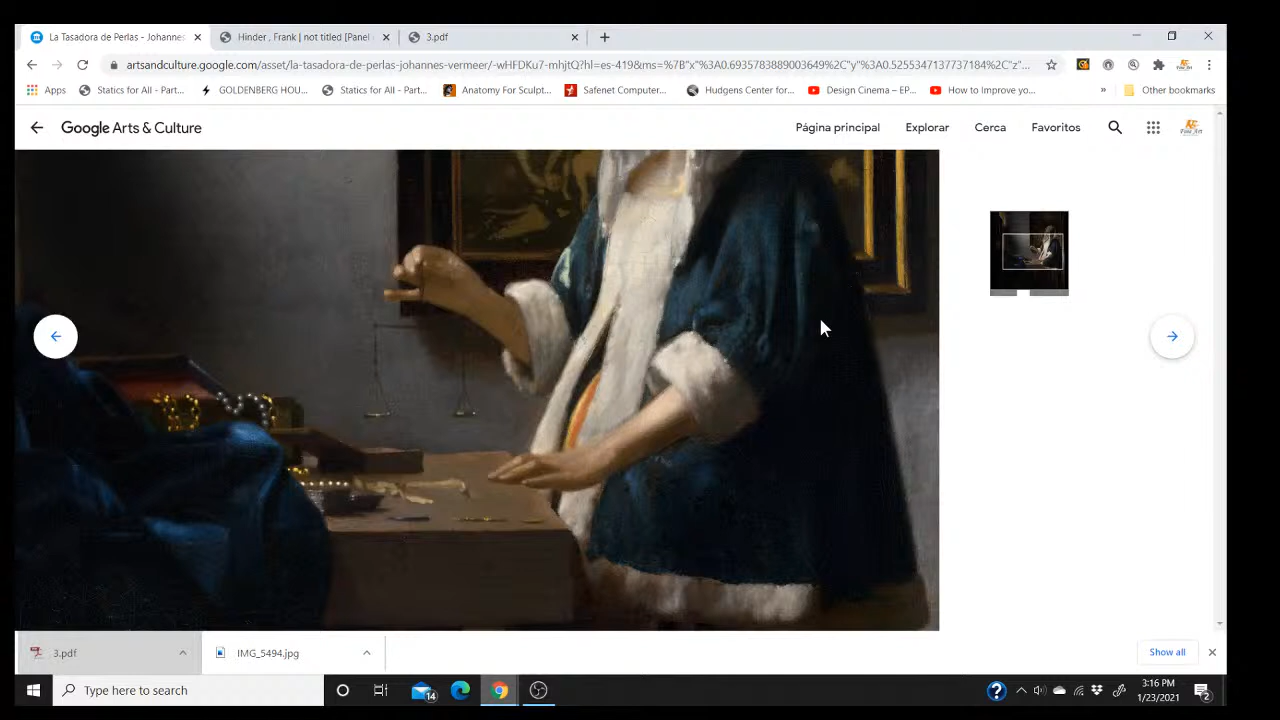 La Tasadora de Perlas - Johannes
Hinder , Frank | not titled [Panel
3.pdf
artsandculture.google.com/asset/la-tasadora-de-perlas-johannes-vermeer/-wHFDKu7-mhjtQ?hl=es-419&ms=%7B"x"%3A0.6935783889003649%2C"y"%3A0.5255347137737184%2C"z"...
Apps
Statics for All - Part...
GOLDENBERG HOU...
Statics for All - Part...
Anatomy For Sculpt...
Safenet Computer...
Hudgens Center for...
Design Cinema – EP...
How to Improve yo...
»
Other bookmarks
Google Arts & Culture
Página principal
Explorar
Cerca
Favoritos
3.pdf
IMG_5494.jpg
Show all
Type here to search
14
3:16 PM
1/23/2021
2